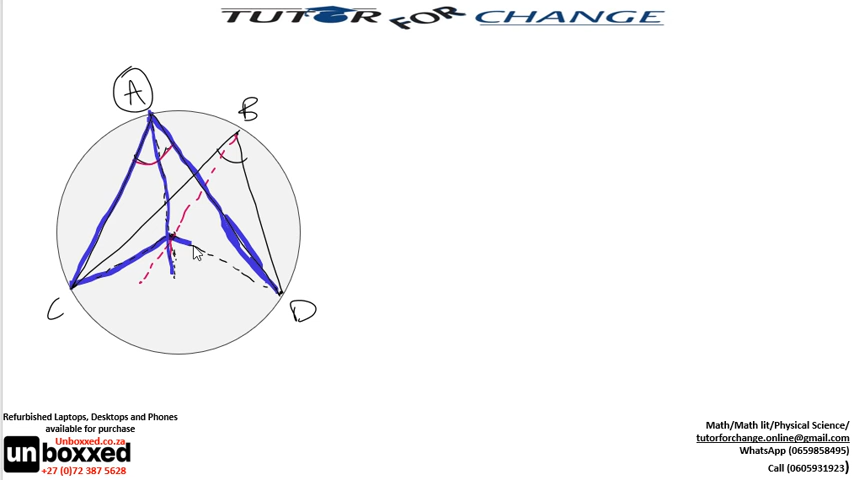 TUTOR FOR CHANGE
A
B
C
D
Refurbished Laptops, Desktops and Phones
available for purchase
Unboxxed.co.za
unboxxed
+27 (0)72 387 5628
Math/Math lit/Physical Science/
tutorforchange.online@gmail.com
WhatsApp (0659858495)
Call (0605931923)